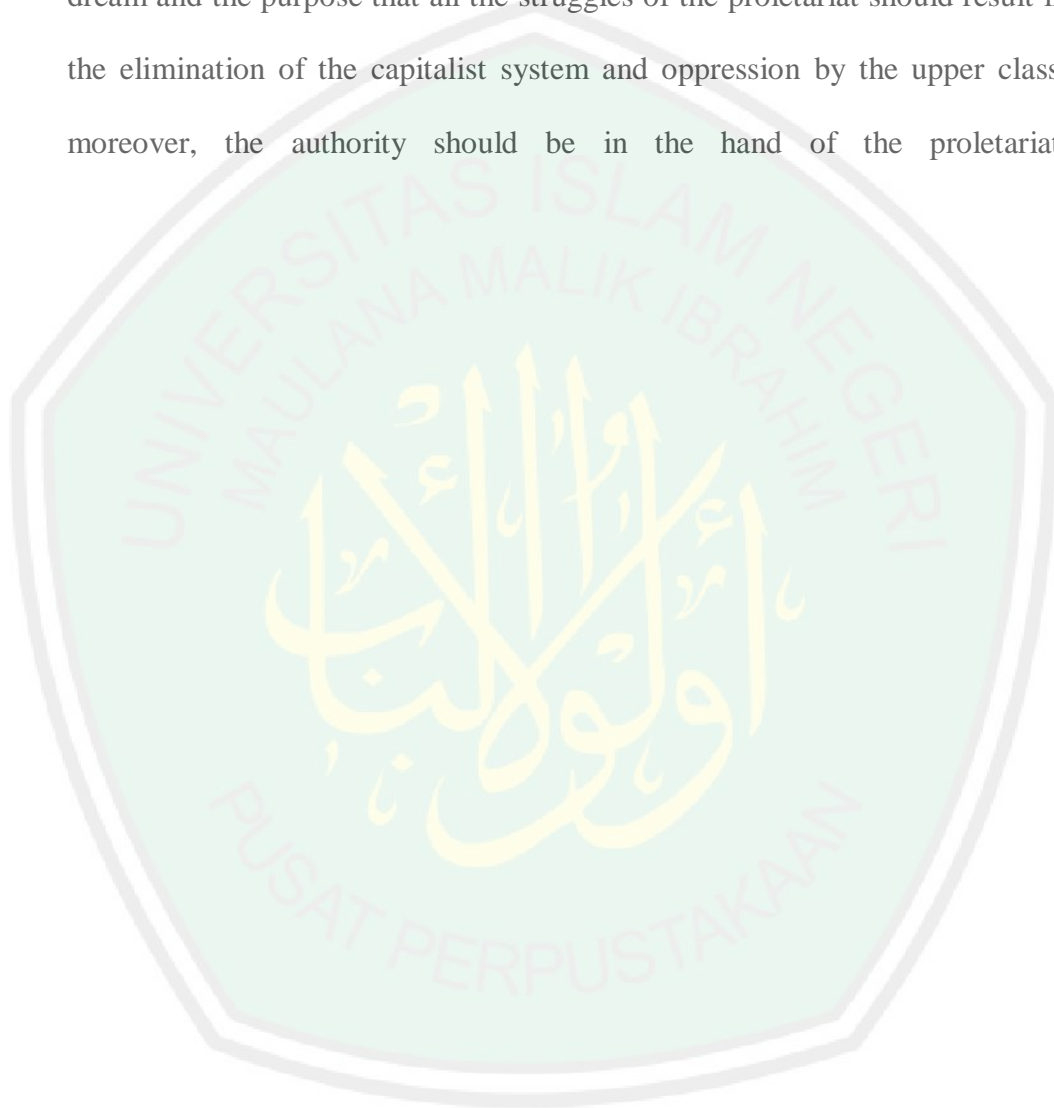 dream and the purpose that all the struggles of the proletariat should result
the elimination of the capitalist system and oppression by the upper class
moreover, the authority should be in the hand of the proletariat
UNIVERSITAS ISLAM NEGERI
MAULANA MALIK IBRAHIM
أولوا الألباب
PUSAT PERPUSTAKAAN